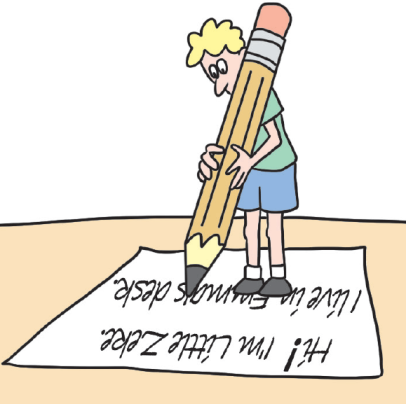 Hi! I'm Little Zeke.
I live in Emma's desk.